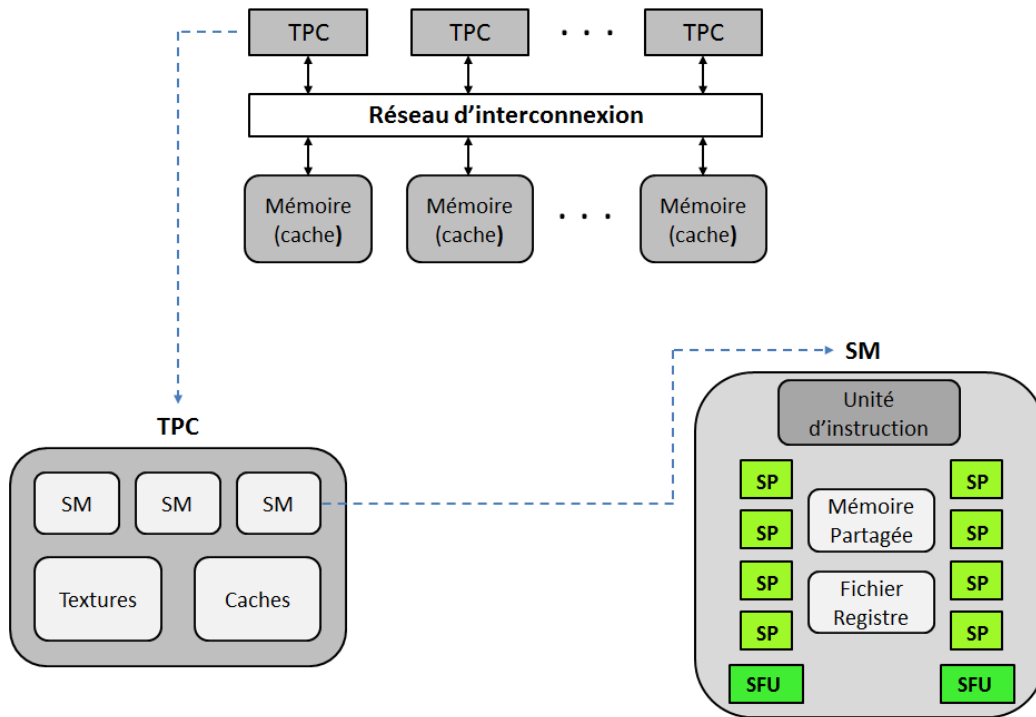 TPC TPC . . . TPC
Réseau d'interconnexion
Mémoire Mémoire . . . Mémoire
(cache) (cache) (cache)
TPC
SM SM SM
Textures Caches
SM
Unité
d'instruction
SP SP
Mémoire
Partagée
SP SP
Fichier
Registre
SP SP
SP SP
SFU SFU